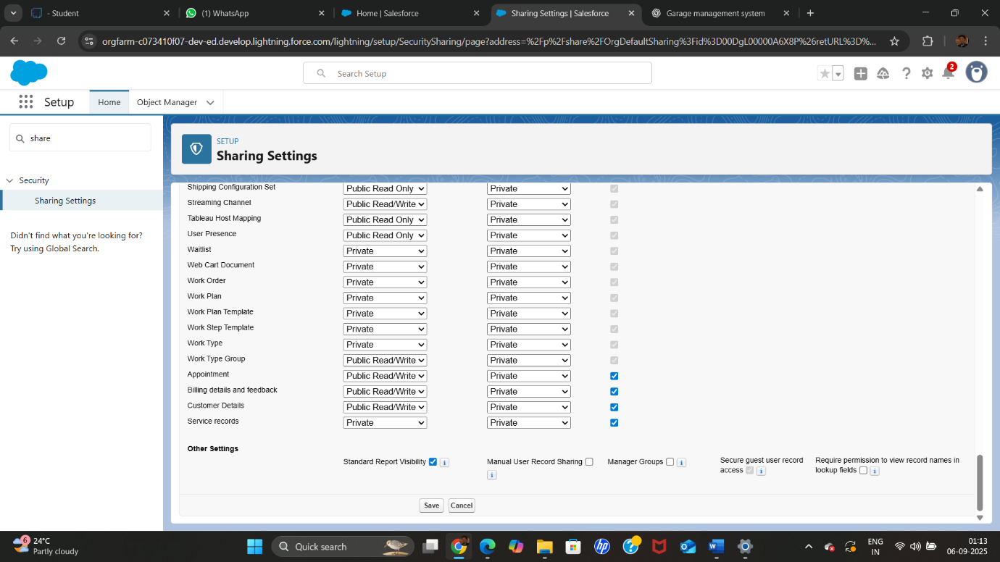 - Student
(1) WhatsApp
Home | Salesforce
Sharing Settings | Salesforce
Garage management system
orgfarm-c073410f07-dev-ed.develop.lightning.force.com/lightning/setup/SecuritySharing/page?address=%2Fp%2Fshare%2FOrgDefaultSharing%3Fid%3D00DgL00000A6X8P%26retURL%3D%...
Search Setup
2
Setup
Home
Object Manager
share
Security
Sharing Settings
Didn't find what you're looking for?
Try using Global Search.
SETUP
Sharing Settings
Shipping Configuration Set Public Read Only Private
Streaming Channel Public Read/Write Private
Tableau Host Mapping Public Read Only Private
User Presence Public Read Only Private
Waitlist Private Private
Web Cart Document Private Private
Work Order Private Private
Work Plan Private Private
Work Plan Template Private Private
Work Step Template Private Private
Work Type Private Private
Work Type Group Public Read/Write Private
Appointment Public Read/Write Private
Billing details and feedback Public Read/Write Private
Customer Details Public Read/Write Private
Service records Private Private
Other Settings
Standard Report Visibility i
Manual User Record Sharing
i
Manager Groups i
Secure guest user record
access i
Require permission to view record names in
lookup fields i
Save Cancel
6
24°C
Partly cloudy
Quick search
hp
W
ENG
IN
01:13
06-09-2025